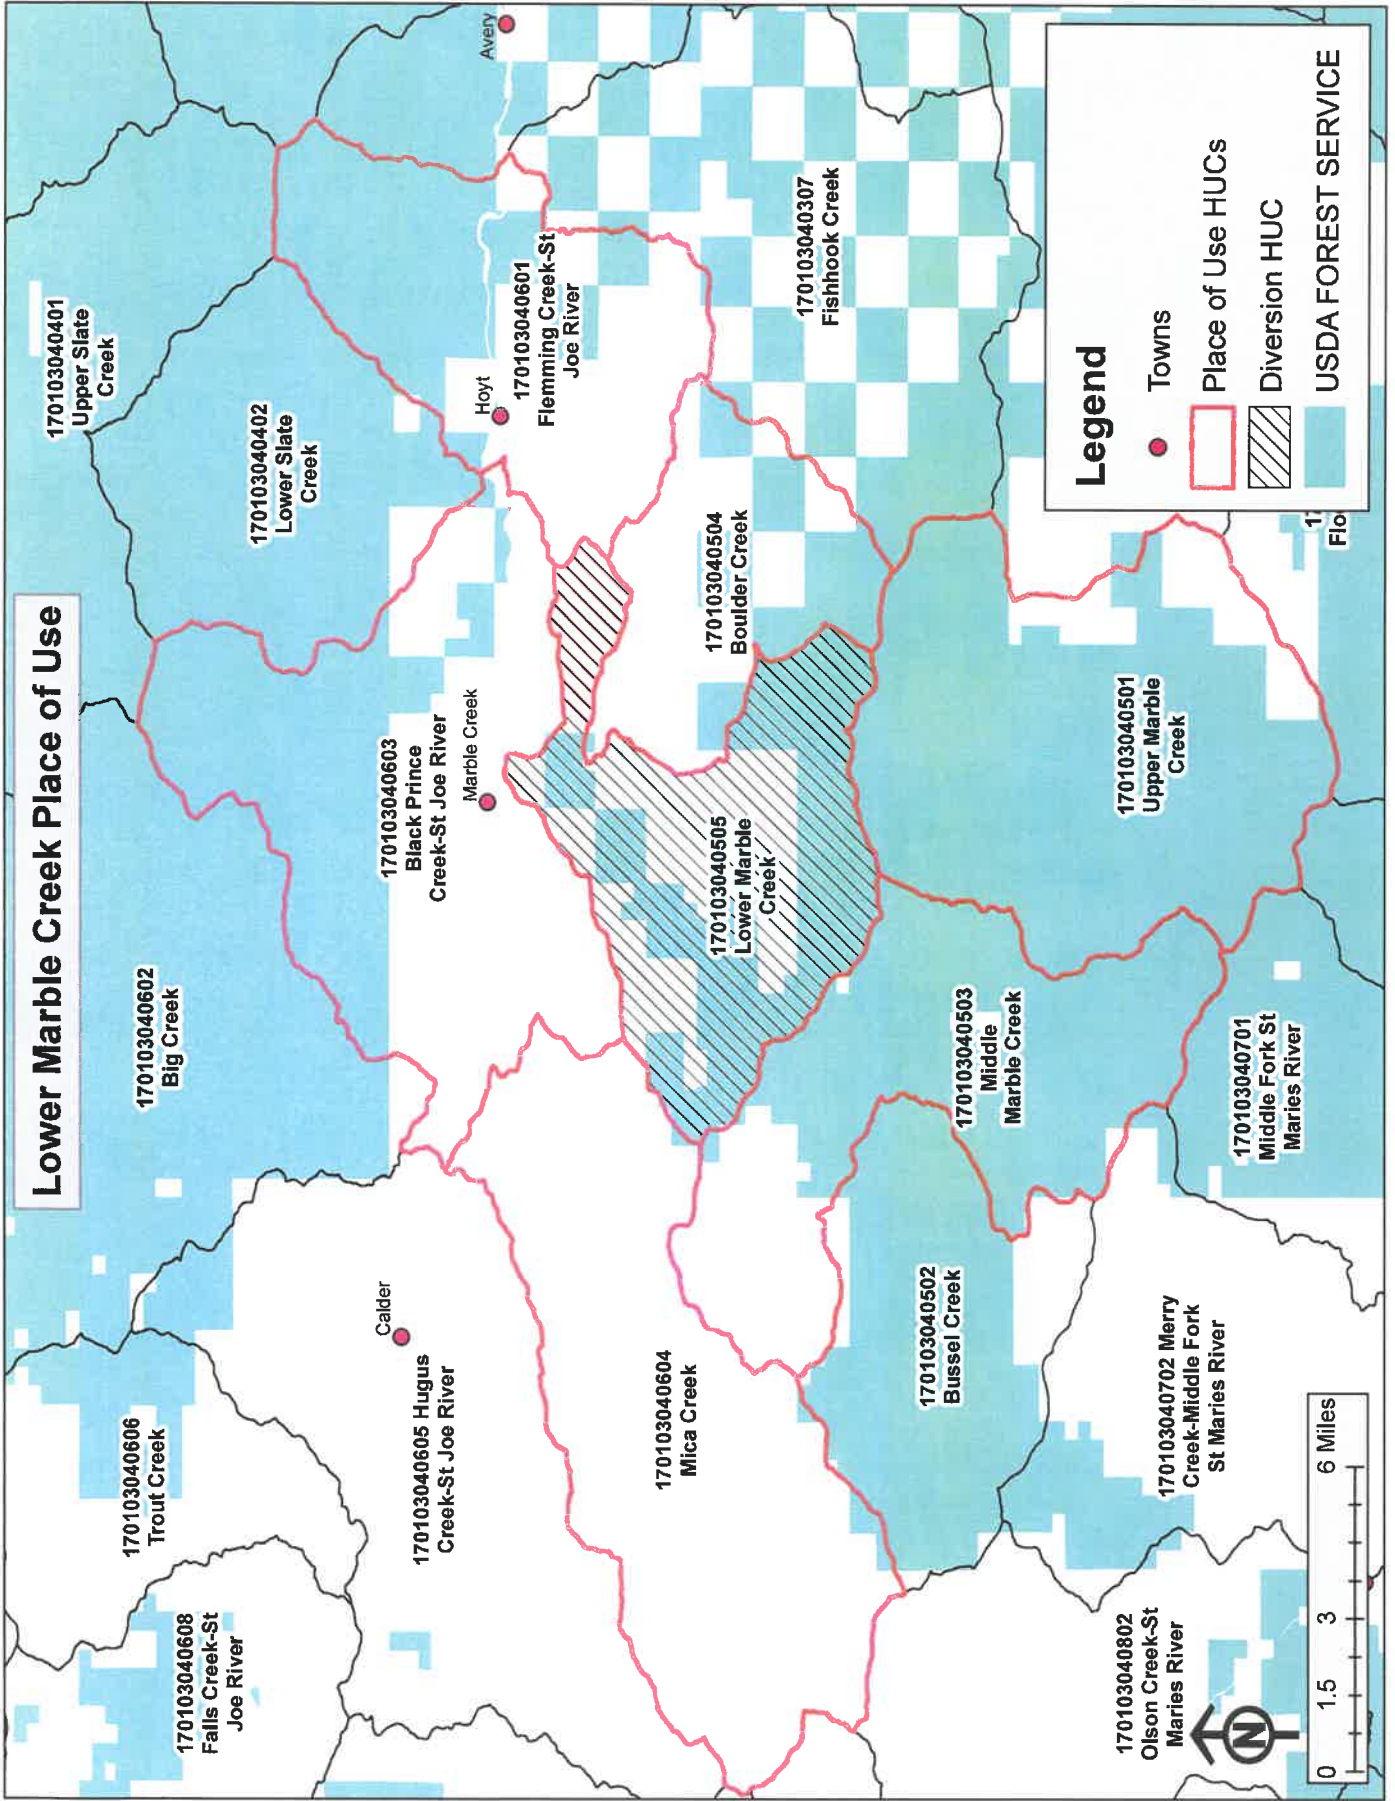 Lower Marble Creek Place of Use
170103040401
Upper Slate
Creek
170103040402
Lower Slate
Creek
170103040602
Big Creek
170103040606
Trout Creek
170103040608
Falls Creek-St
Joe River
Avery
Hoyt
170103040601
Flemming Creek-St
Joe River
Marble Creek
170103040603
Black Prince
Creek-St Joe River
Calder
170103040605 Hugus
Creek-St Joe River
170103040307
Fishhook Creek
170103040504
Boulder Creek
170103040505
Lower Marble
Creek
170103040604
Mica Creek
170103040503
Middle
Marble Creek
170103040502
Bussel Creek
170103040501
Upper Marble
Creek
170103040701
Middle Fork St
Maries River
170103040702 Merry
Creek-Middle Fork
St Maries River
170103040802
Olson Creek-St
Maries River
17
Flo
Legend
Towns
Place of Use HUCs
Diversion HUC
USDA FOREST SERVICE
N
0 1.5 3 6 Miles